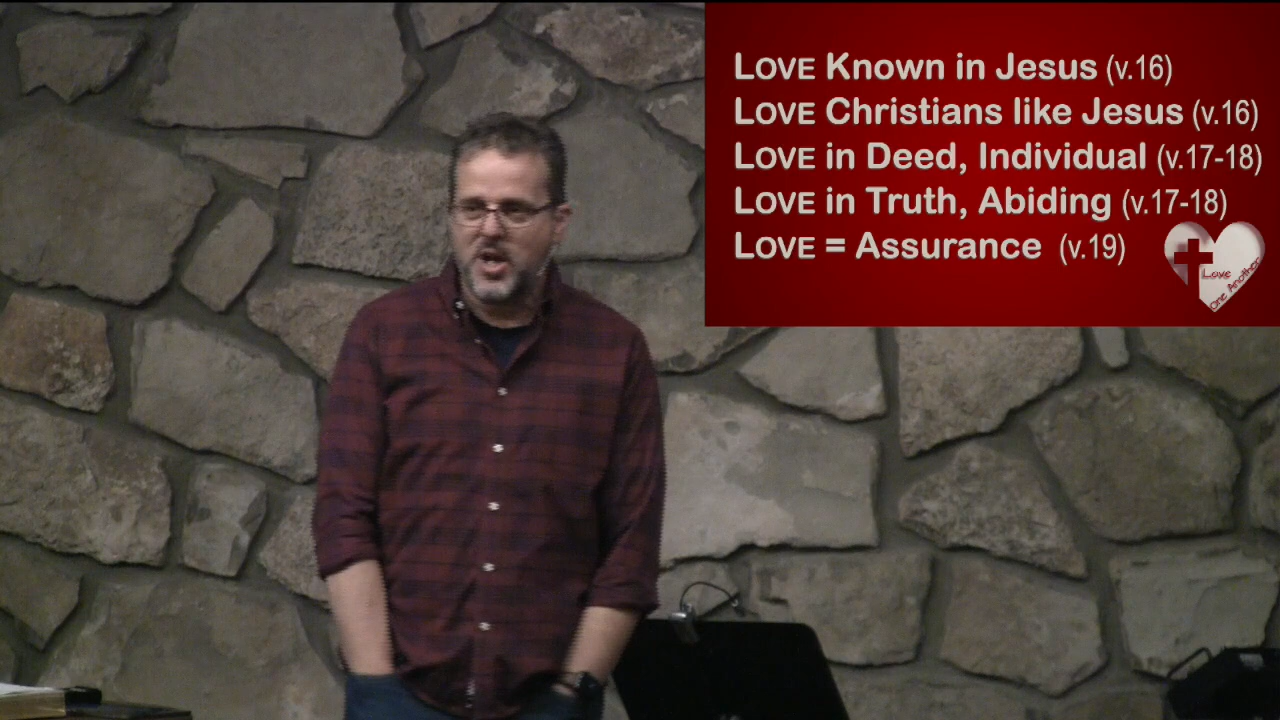 LOVE Known in Jesus (v.16)
LOVE Christians like Jesus (v.16)
LOVE in Deed, Individual (v.17-18)
LOVE in Truth, Abiding (v.17-18)
LOVE = Assurance (v.19)
Love
One Another